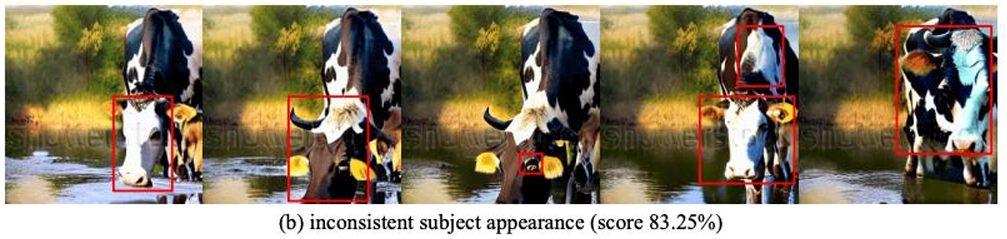 (b) inconsistent subject appearance (score 83.25%)